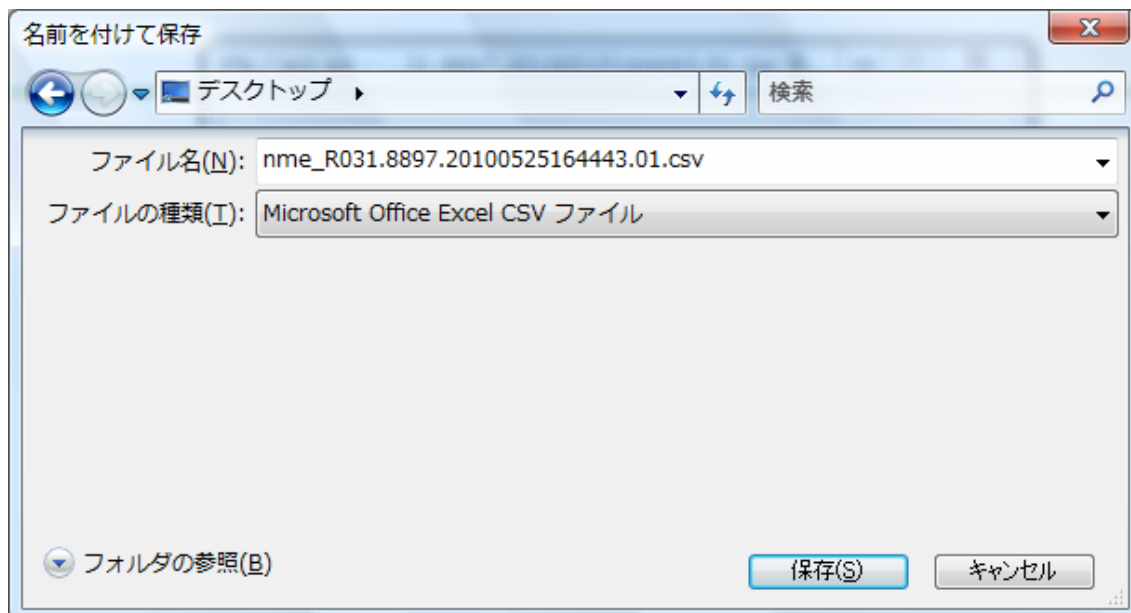 名前を付けて保存
デスクトップ
検索
ファイル名(N): nme_R031.8897.20100525164443.01.csv
ファイルの種類(T): Microsoft Office Excel CSV ファイル
フォルダの参照(B)
保存(S)
キャンセル